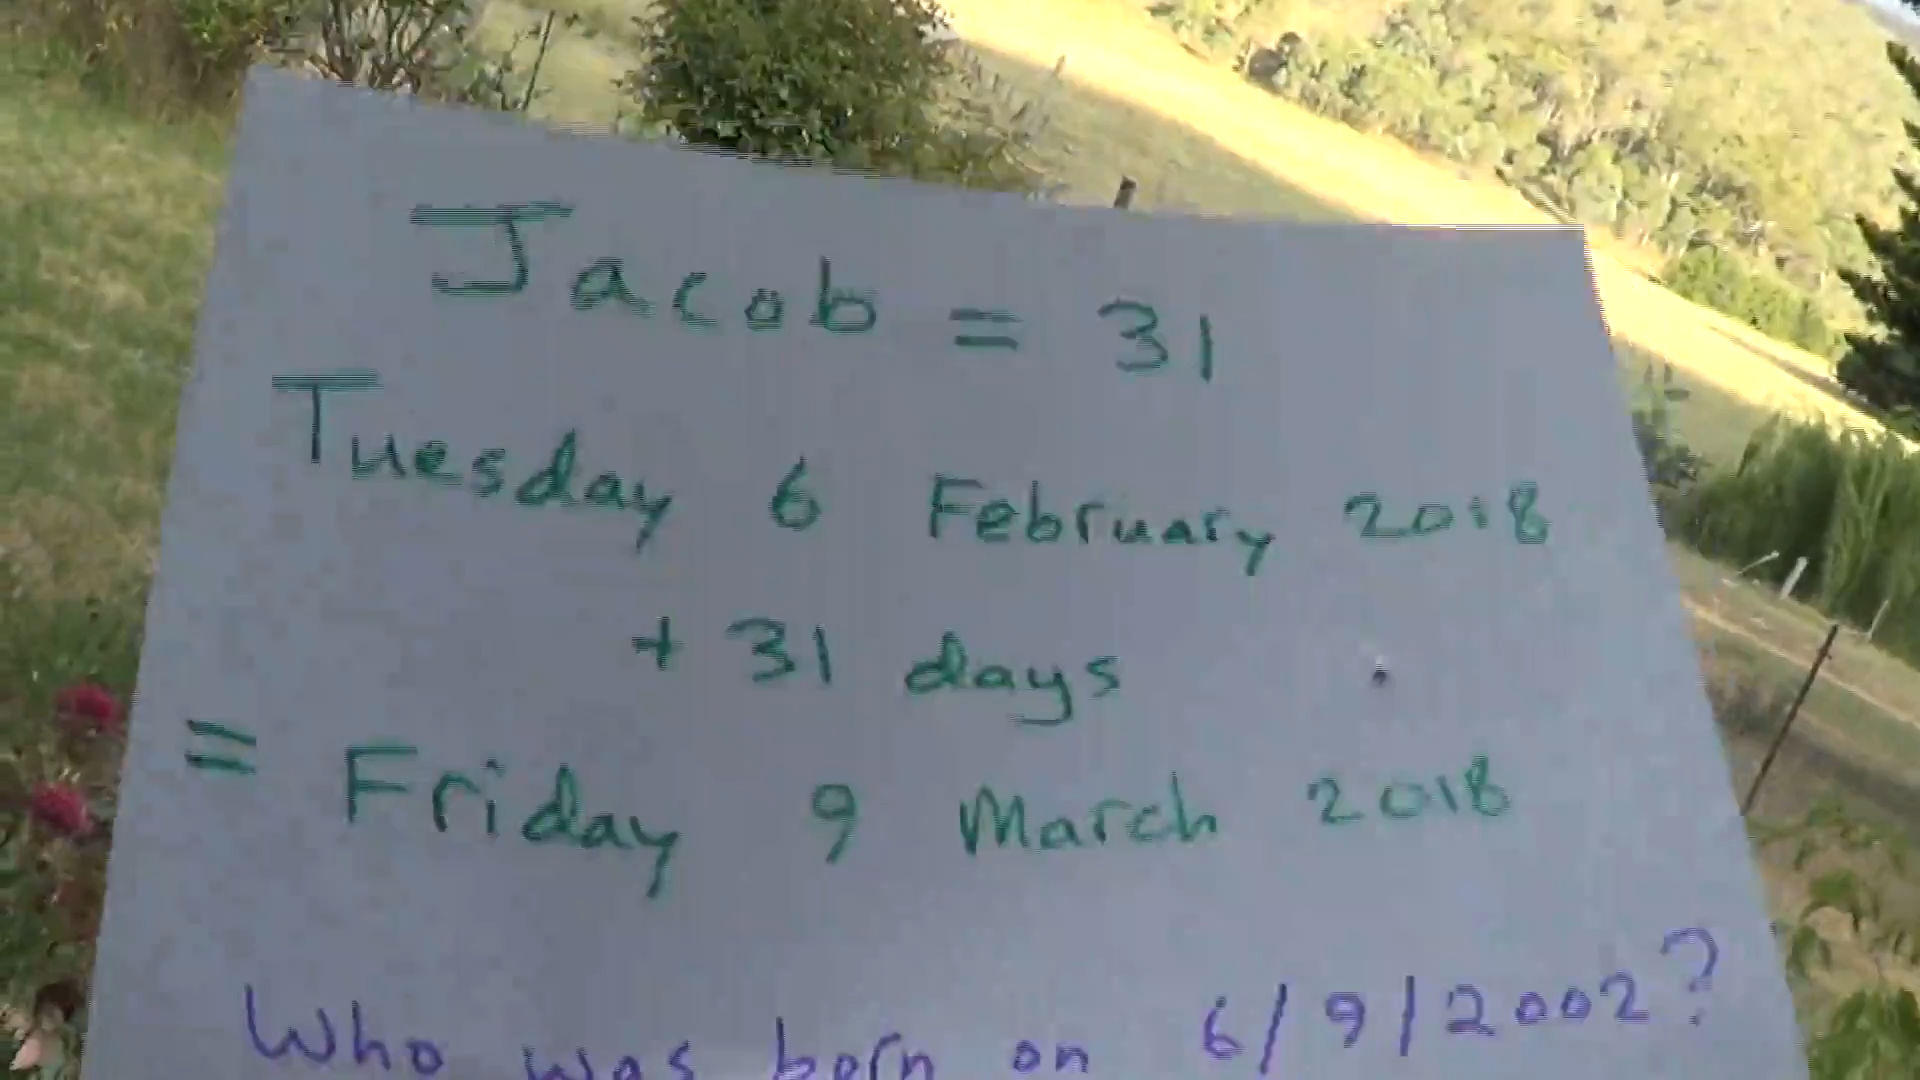 Jacob = 31
Tuesday 6 February 2018
+ 31 days
= Friday 9 March 2018
Who was born on 6/9/2002?